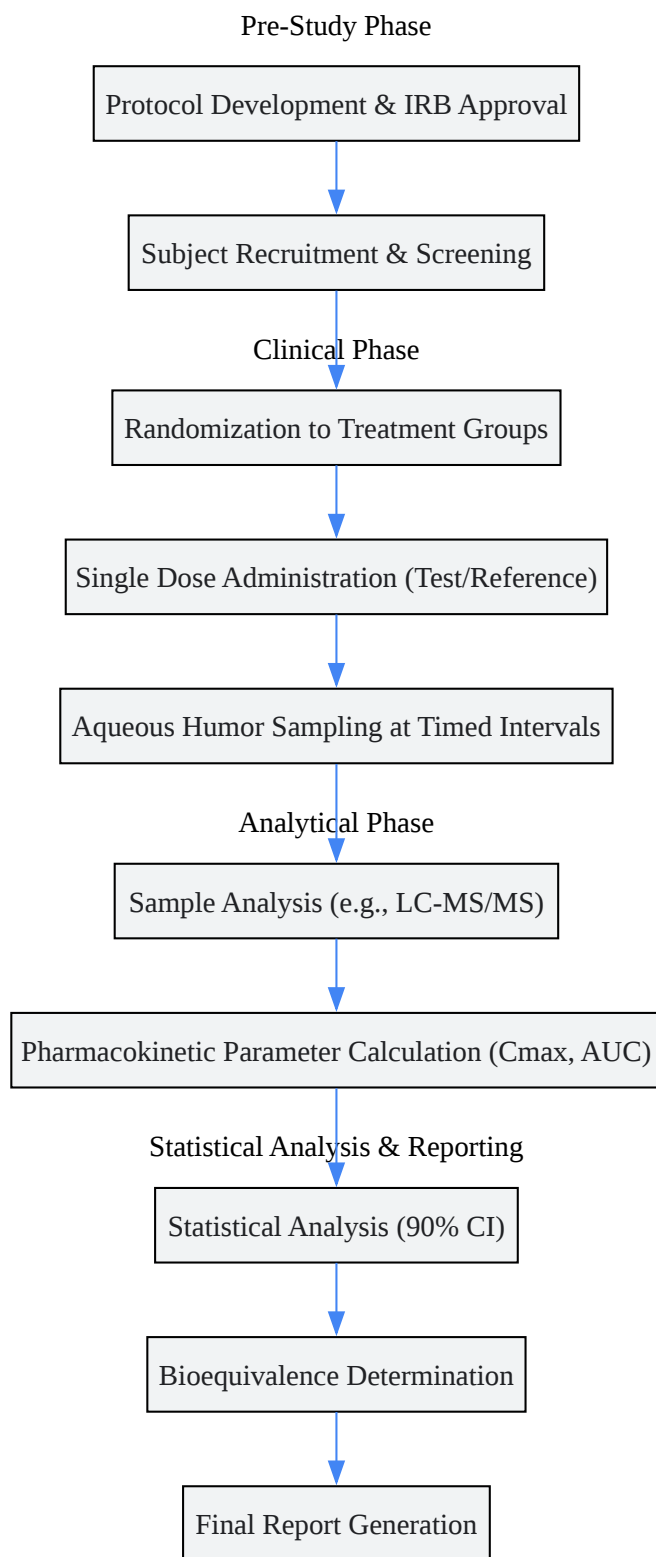 Pre-Study Phase
Protocol Development & IRB Approval
Subject Recruitment & Screening
Clinical Phase
Randomization to Treatment Groups
Single Dose Administration (Test/Reference)
Aqueous Humor Sampling at Timed Intervals
Analytical Phase
Sample Analysis (e.g., LC-MS/MS)
Pharmacokinetic Parameter Calculation (Cmax, AUC)
Statistical Analysis & Reporting
Statistical Analysis (90% CI)
Bioequivalence Determination
Final Report Generation